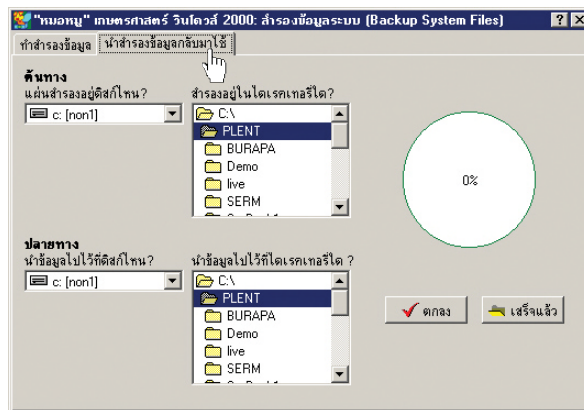 "หมอหมู" เกษตรศาสตร์ วินโดวส์ 2000: สำรองข้อมูลระบบ (Backup System Files)
ทำสำรองข้อมูล
นำสำรองข้อมูลกลับมาใช้
ต้นทาง
แผ่นสำรองอยู่ดิสก์ไหน?
สำรองอยู่ในไดเรคเทอรีใด?
c: [non1]
C:\
PLENT
BURAPA
Demo
live
SERM
0%
ปลายทาง
นำข้อมูลไปไว้ที่ดิสก์ไหน?
นำข้อมูลไปไว้ที่ไดเรคเทอรีใด ?
c: [non1]
C:\
PLENT
BURAPA
Demo
live
SERM
ตกลง
เสร็จแล้ว